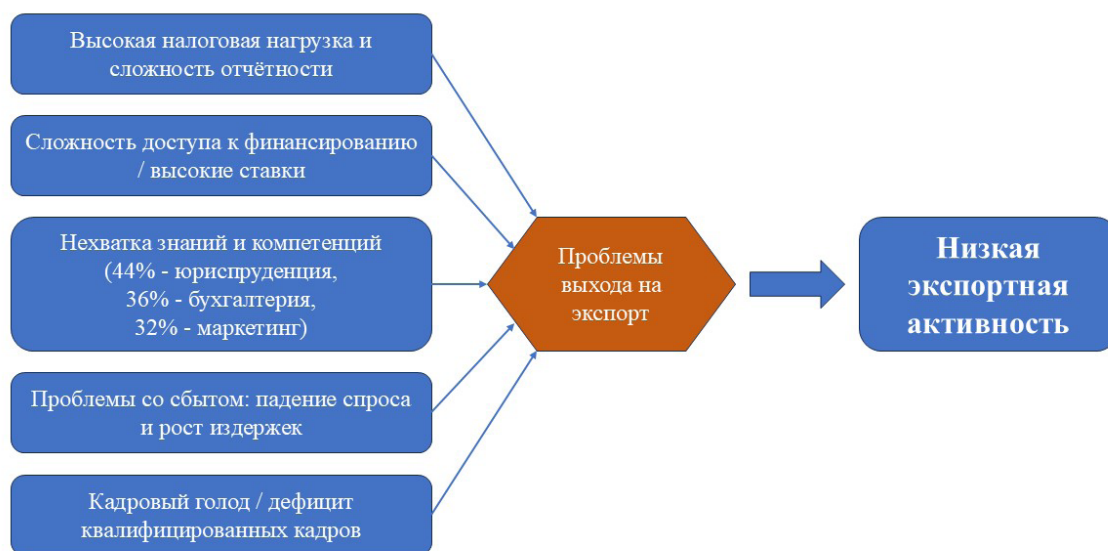 Высокая налоговая нагрузка и
сложность отчётности
Сложность доступа к финансированию
/ высокие ставки
Нехватка знаний и компетенций
(44% - юриспруденция,
36% - бухгалтерия,
32% - маркетинг)
Проблемы со сбытом: падение спроса
и рост издержек
Кадровый голод / дефицит
квалифицированных кадров
Проблемы
выхода на
экспорт
Низкая
экспортная
активность